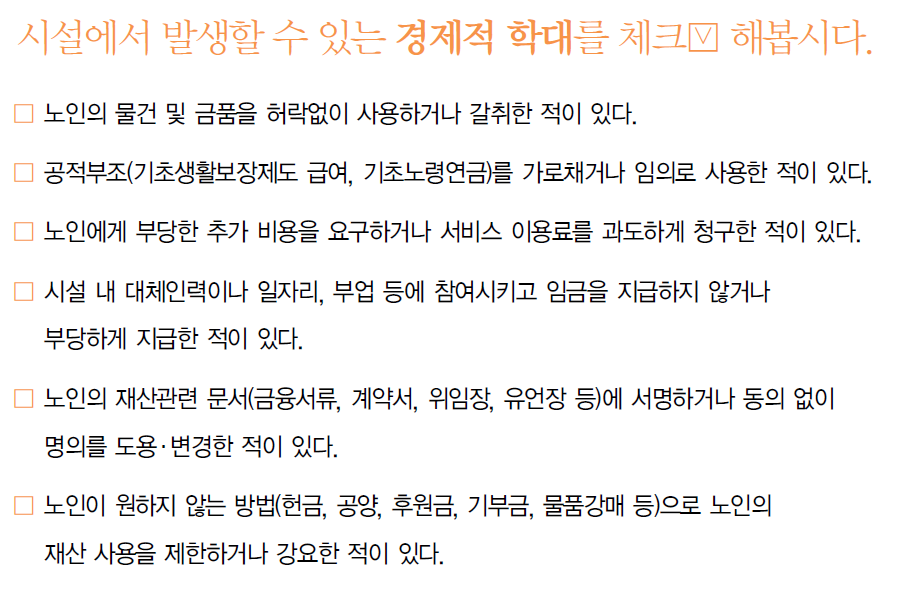 시설에서 발생할 수 있는 경제적 학대를 체크☑ 해봅시다.
□ 노인의 물건 및 금품을 허락없이 사용하거나 갈취한 적이 있다.
□ 공적부조(기초생활보장제도 급여, 기초노령연금)를 가로채거나 임의로 사용한 적이 있다.
□ 노인에게 부당한 추가 비용을 요구하거나 서비스 이용료를 과도하게 청구한 적이 있다.
□ 시설 내 대체인력이나 일자리, 부업 등에 참여시키고 임금을 지급하지 않거나
부당하게 지급한 적이 있다.
□ 노인의 재산관련 문서(금융서류, 계약서, 위임장, 유언장 등)에 서명하거나 동의 없이
명의를 도용·변경한 적이 있다.
□ 노인이 원하지 않는 방법(헌금, 공양, 후원금, 기부금, 물품강매 등)으로 노인의
재산 사용을 제한하거나 강요한 적이 있다.